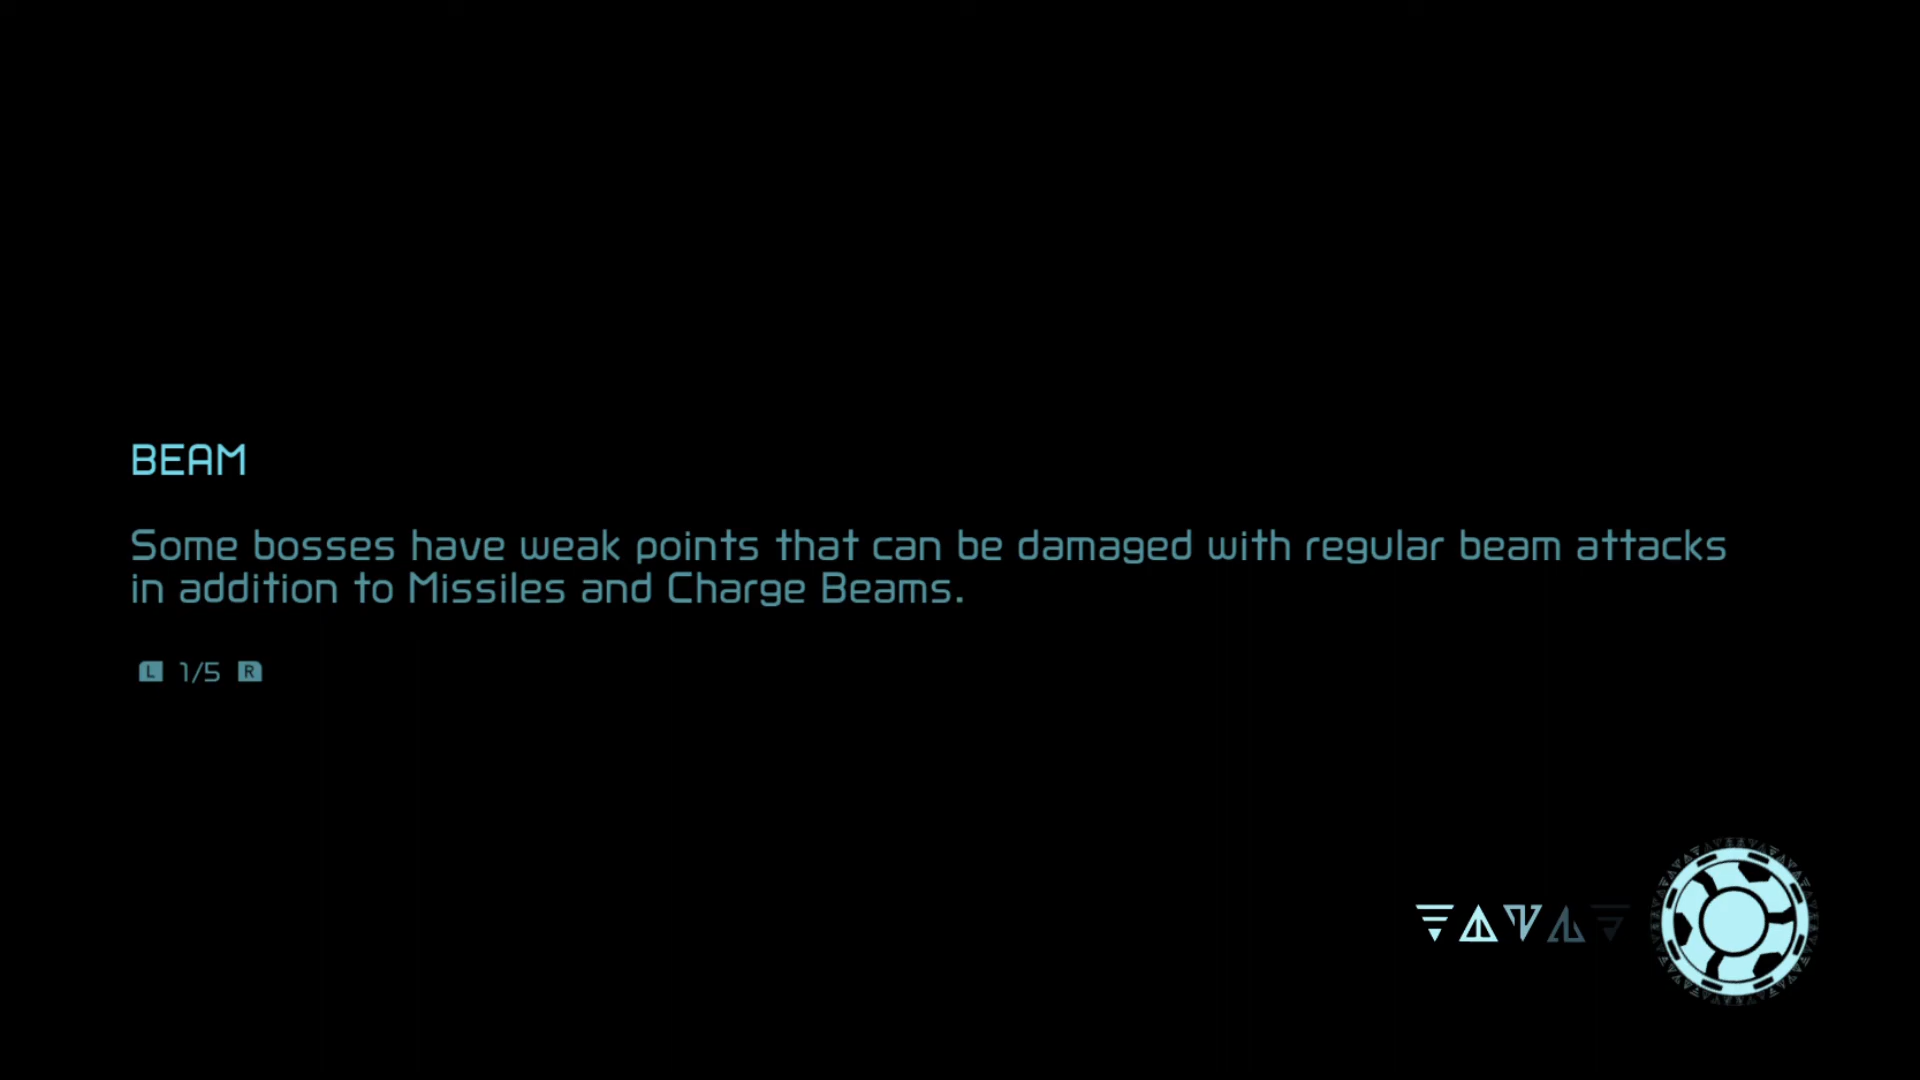 BEAM
Some bosses have weak points that can be damaged with regular beam attacks
in addition to Missiles and Charge Beams.
L 1/5 R